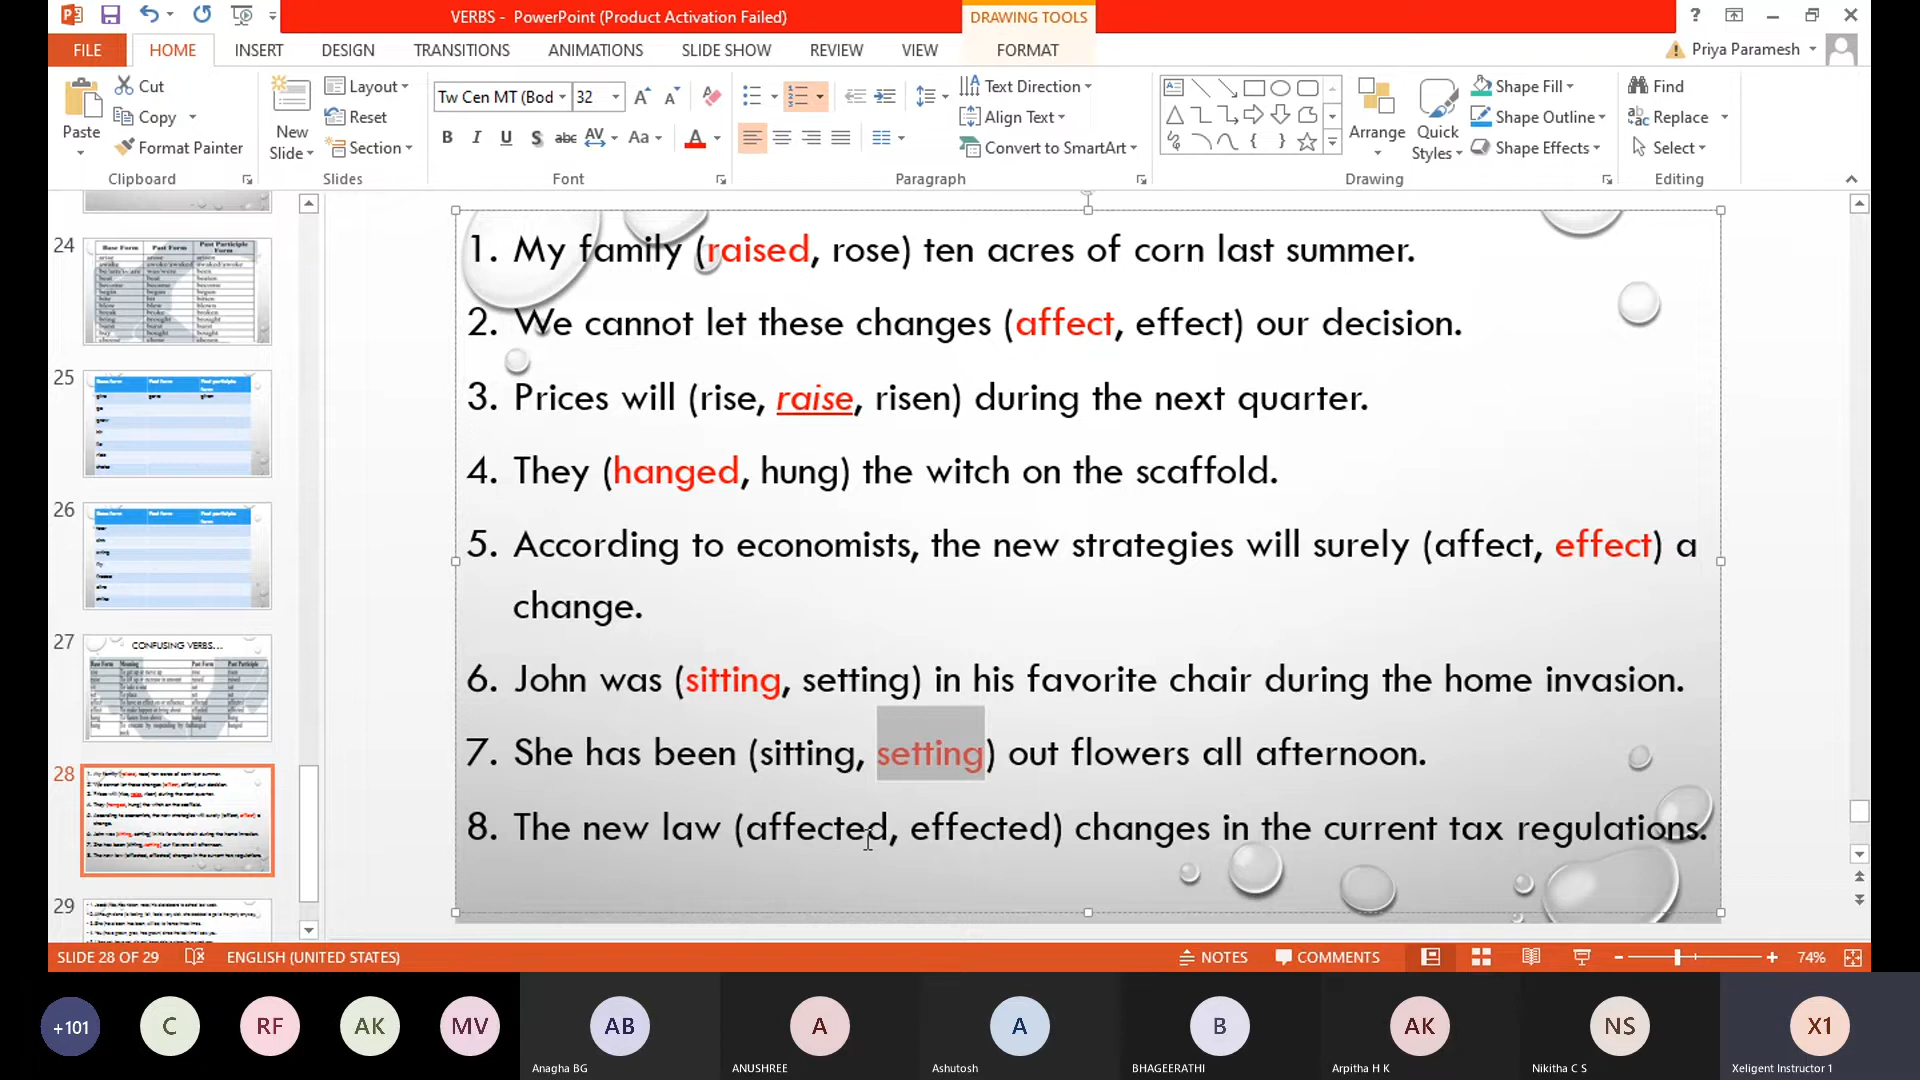 VERBS - PowerPoint (Product Activation Failed)
DRAWING TOOLS
?
FILE HOME INSERT DESIGN TRANSITIONS ANIMATIONS SLIDE SHOW REVIEW VIEW FORMAT
Priya Paramesh
Paste
Cut
Copy
Format Painter
Clipboard
New Slide
Layout
Reset
Section
Slides
Tw Cen MT (Bod 32
B I U S abc AV Aa A
Font
Text Direction
Align Text
Convert to SmartArt
Paragraph
Arrange
Quick Styles
Shape Fill
Shape Outline
Shape Effects
Drawing
Find
Replace
Select
Editing
24
25
26
27
CONFUSING VERBS...
28
29
1. My family (raised, rose) ten acres of corn last summer.
2. We cannot let these changes (affect, effect) our decision.
3. Prices will (rise, raise, risen) during the next quarter.
4. They (hanged, hung) the witch on the scaffold.
5. According to economists, the new strategies will surely (affect, effect) a
change.
6. John was (sitting, setting) in his favorite chair during the home invasion.
7. She has been (sitting, setting) out flowers all afternoon.
8. The new law (affected, effected) changes in the current tax regulations.
SLIDE 28 OF 29 ENGLISH (UNITED STATES) NOTES COMMENTS 74%
+101 C RF AK MV AB A A B AK NS X1
Anagha BG ANUSHREE Ashutosh BHAGEERATHI Arpitha H K Nikitha C S Xeligent Instructor 1